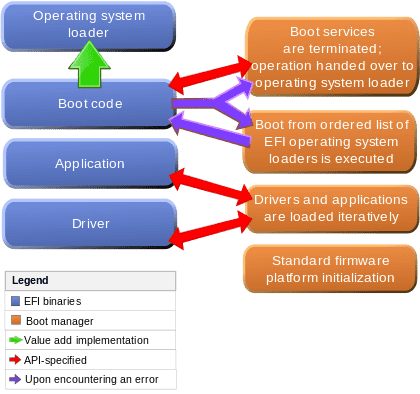 Operating system
loader
Boot code
Application
Driver
Boot services
are terminated;
operation handed over to
operating system loader
Boot from ordered list of
EFI operating system
loaders is executed
Drivers and applications
are loaded iteratively
Standard firmware
platform initialization
Legend
EFI binaries
Boot manager
Value add implementation
API-specified
Upon encountering an error